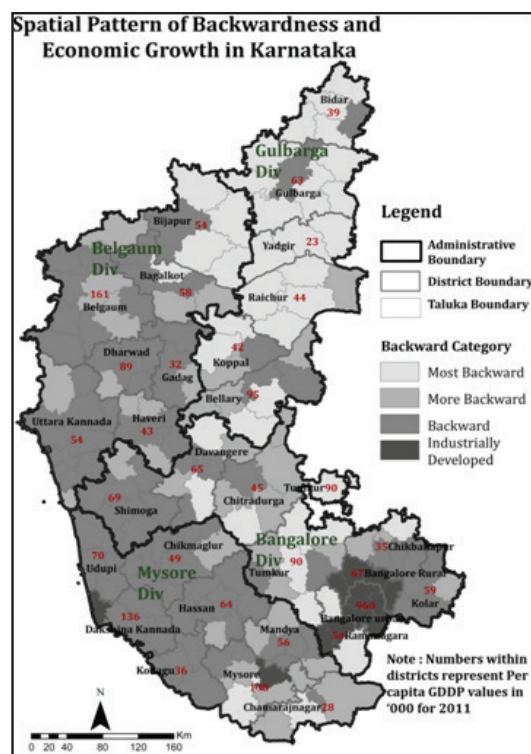 Spatial Pattern of Backwardness and
Economic Growth in Karnataka
Bidar
39
Gulbarga
Div
63
Gulbarga
Bijapur
54
Yadgir
23
Belgaum
Div
Bagalkot
58
161
Belgaum
Raichur 44
42
Koppal
Dharwad
89
32
Gadag
Bellary 95
Uttara Kannada
54
Haveri
43
Davangere
65
45
Chitradurga
Tumkur 90
69
Shimoga
Bangalore
Div
90
Tumkur
35 Chikballapur
67 Bangalore Rural
59
Kolar
960
Bangalore urban
Ramanagara
70
Udupi
Chikmaglur
49
Mysore
Div
Hassan 64
136
Dakshina Kannada
Mandya
56
Kodagu 36
Mysore
Chamarajnagar 28
Legend
Administrative
Boundary
District Boundary
Taluka Boundary
Backward Category
Most Backward
More Backward
Backward
Industrially
Developed
Note : Numbers within
districts represent Per
capita GDDP values in
'000 for 2011
N
0 20 40 80 120 160
Km